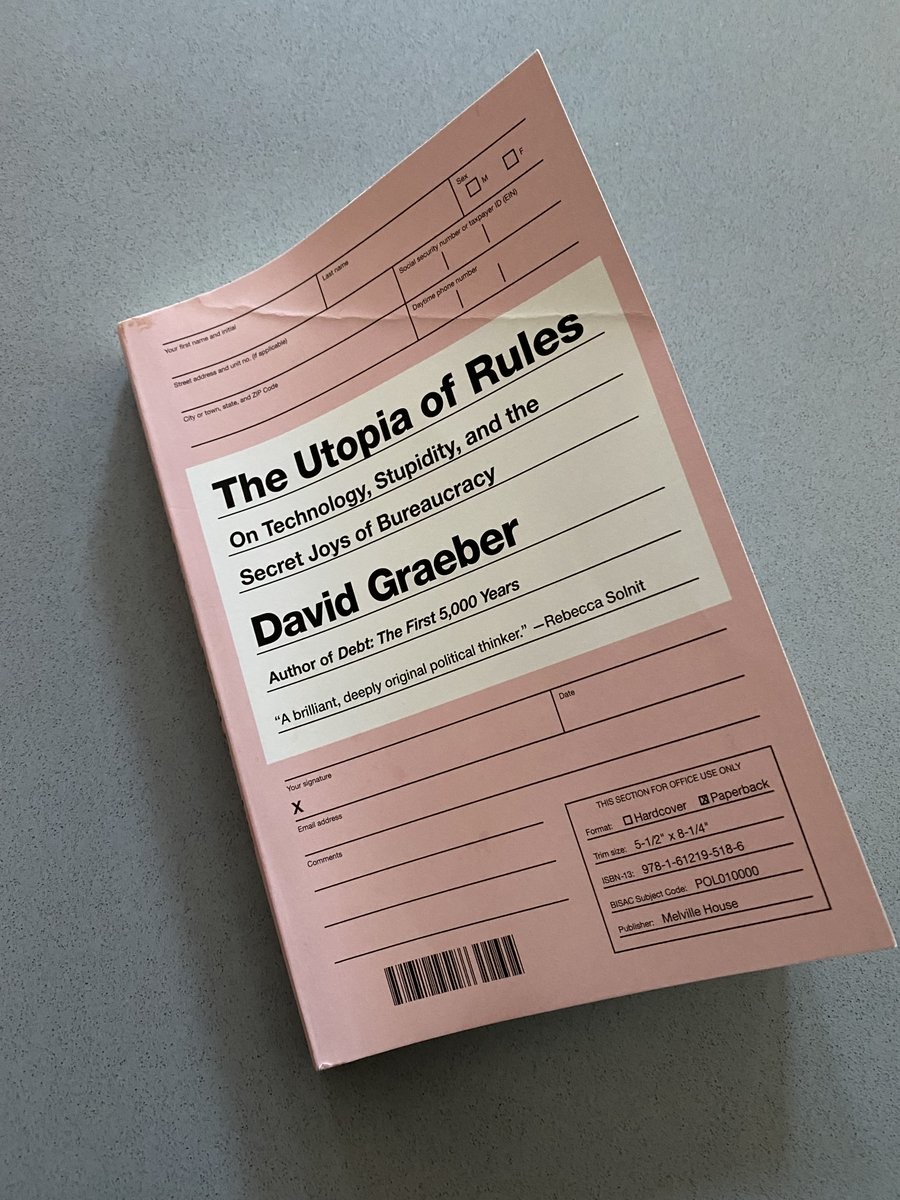 Sex
M
F
Last name
Your first name and initial
Social security number or taxpayer ID (EIN)
Street address and unit no. (if applicable)
Daytime phone number
City or town, state, and ZIP Code
The Utopia of Rules
On Technology, Stupidity, and the
Secret Joys of Bureaucracy
David Graeber
Author of Debt: The First 5,000 Years
“A brilliant, deeply original political thinker.” —Rebecca Solnit
Your signature
Date
X
Email address
Comments
THIS SECTION FOR OFFICE USE ONLY
Format: Hardcover Paperback
Trim size: 5-1/2" x 8-1/4"
ISBN-13: 978-1-61219-518-6
BISAC Subject Code: POL010000
Publisher: Melville House